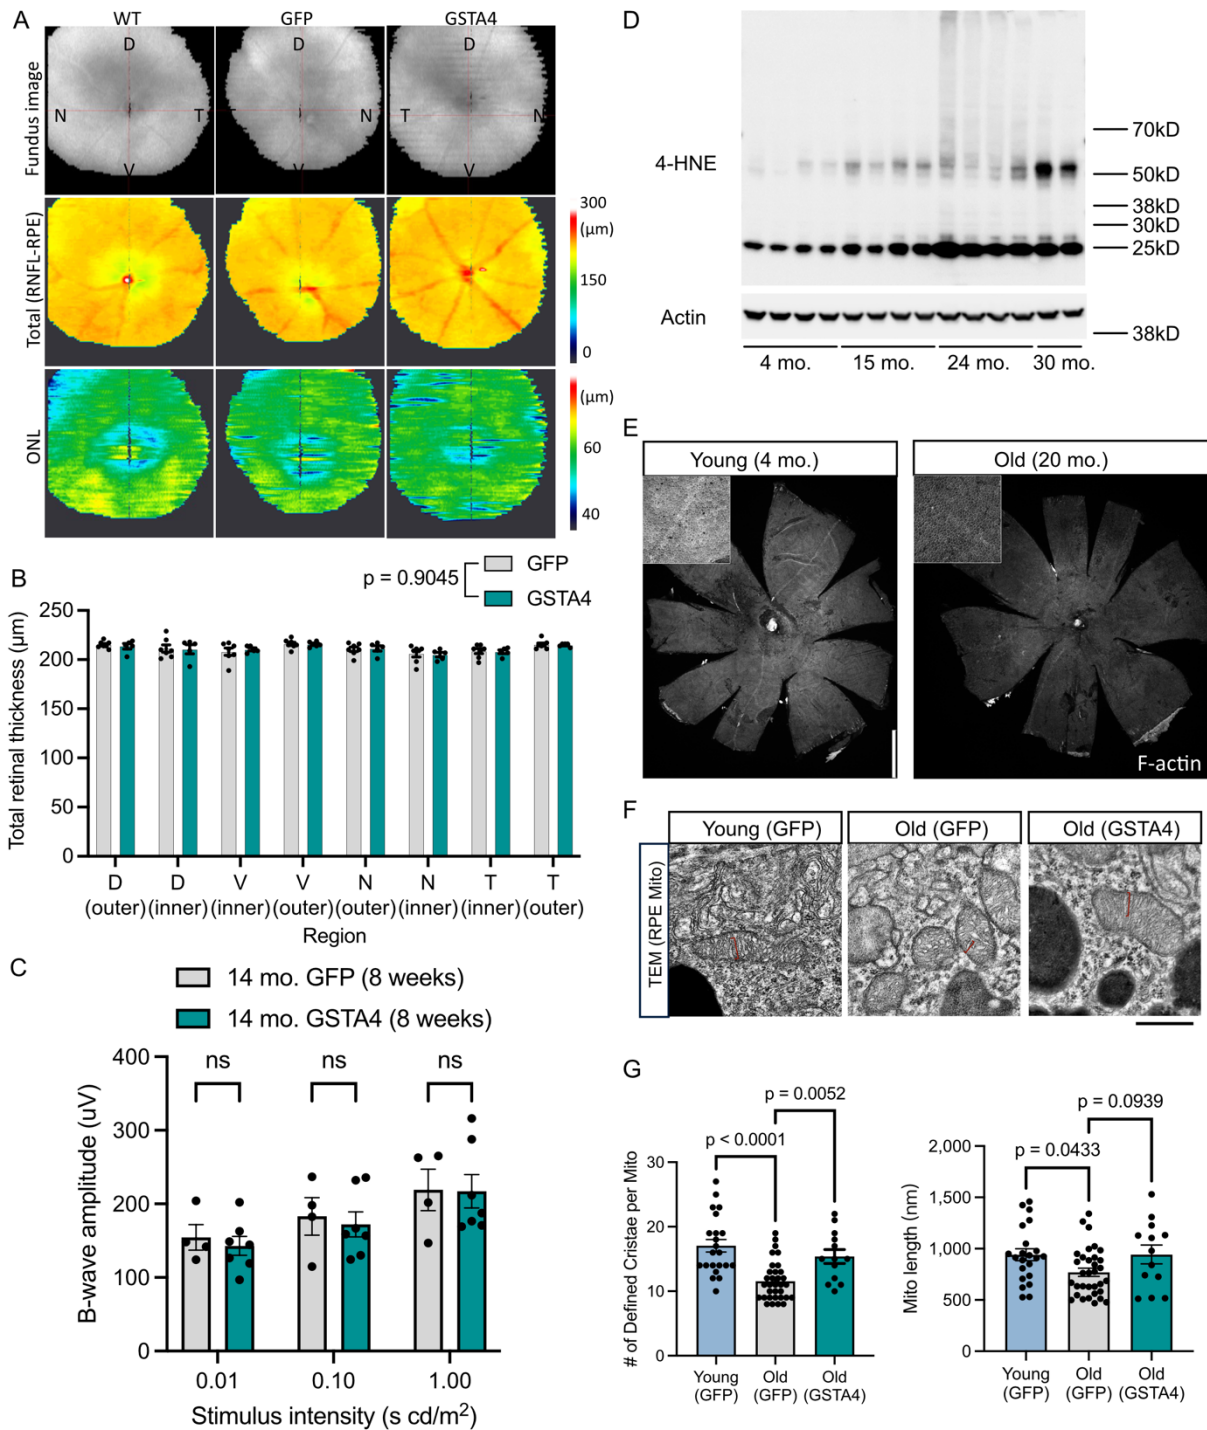 A
WT
GFP
GSTA4
Fundus image
D
N
T
V
D
N
V
D
T
N
V
Total (RNFL-RPE)
300
(μm)
150
0
ONL
(μm)
60
40
B
p = 0.9045
GFP
GSTA4
Total retinal thickness (μm)
250
200
150
100
50
0
D D V V N N T T
(outer) (inner) (inner) (outer) (outer) (inner) (inner) (outer)
Region
C
14 mo. GFP (8 weeks)
14 mo. GSTA4 (8 weeks)
B-wave amplitude (uV)
400
300
200
100
0
ns ns ns
0.01 0.10 1.00
Stimulus intensity (s cd/m²)
D
4-HNE
70kD
50kD
38kD
30kD
25kD
Actin
38kD
4 mo. 15 mo. 24 mo. 30 mo.
E
Young (4 mo.)
Old (20 mo.)
F-actin
F
Young (GFP)
Old (GFP)
Old (GSTA4)
TEM (RPE Mito)
G
# of Defined Cristae per Mito
30
20
10
0
p < 0.0001
p = 0.0052
Young
(GFP)
Old
(GFP)
Old
(GSTA4)
Mito length (nm)
2,000
1,500
1,000
500
0
p = 0.0433
p = 0.0939
Young
(GFP)
Old
(GFP)
Old
(GSTA4)